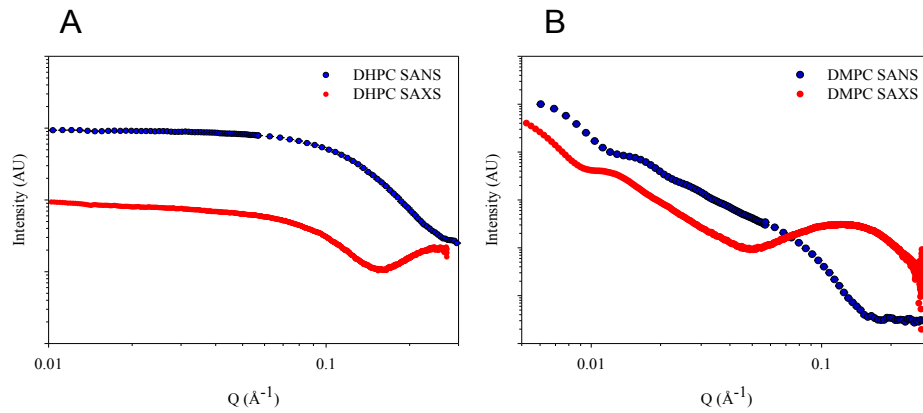 A
B
DHPC SANS
DHPC SAXS
DMPC SANS
DMPC SAXS
Intensity (AU)
Intensity (AU)
0.01
0.1
0.01
0.1
Q (Å-1)
Q (Å-1)